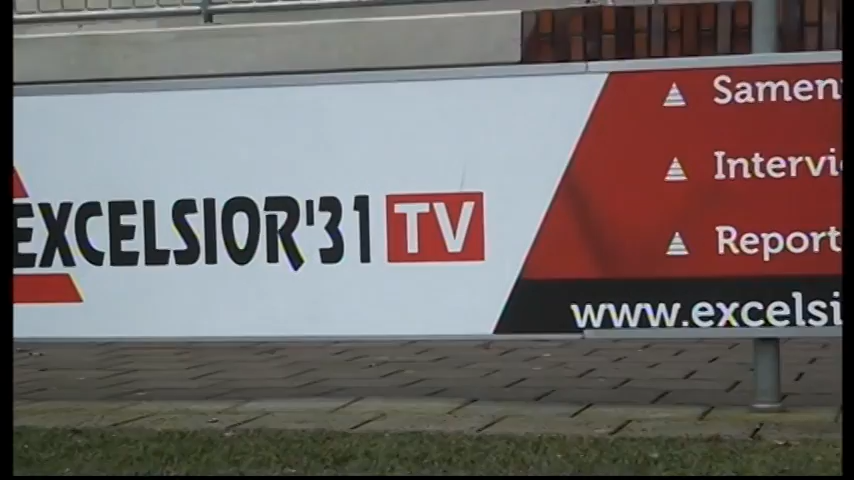 EXCELSIOR'31 TV
Samen
Intervi
Report
www.excelsi